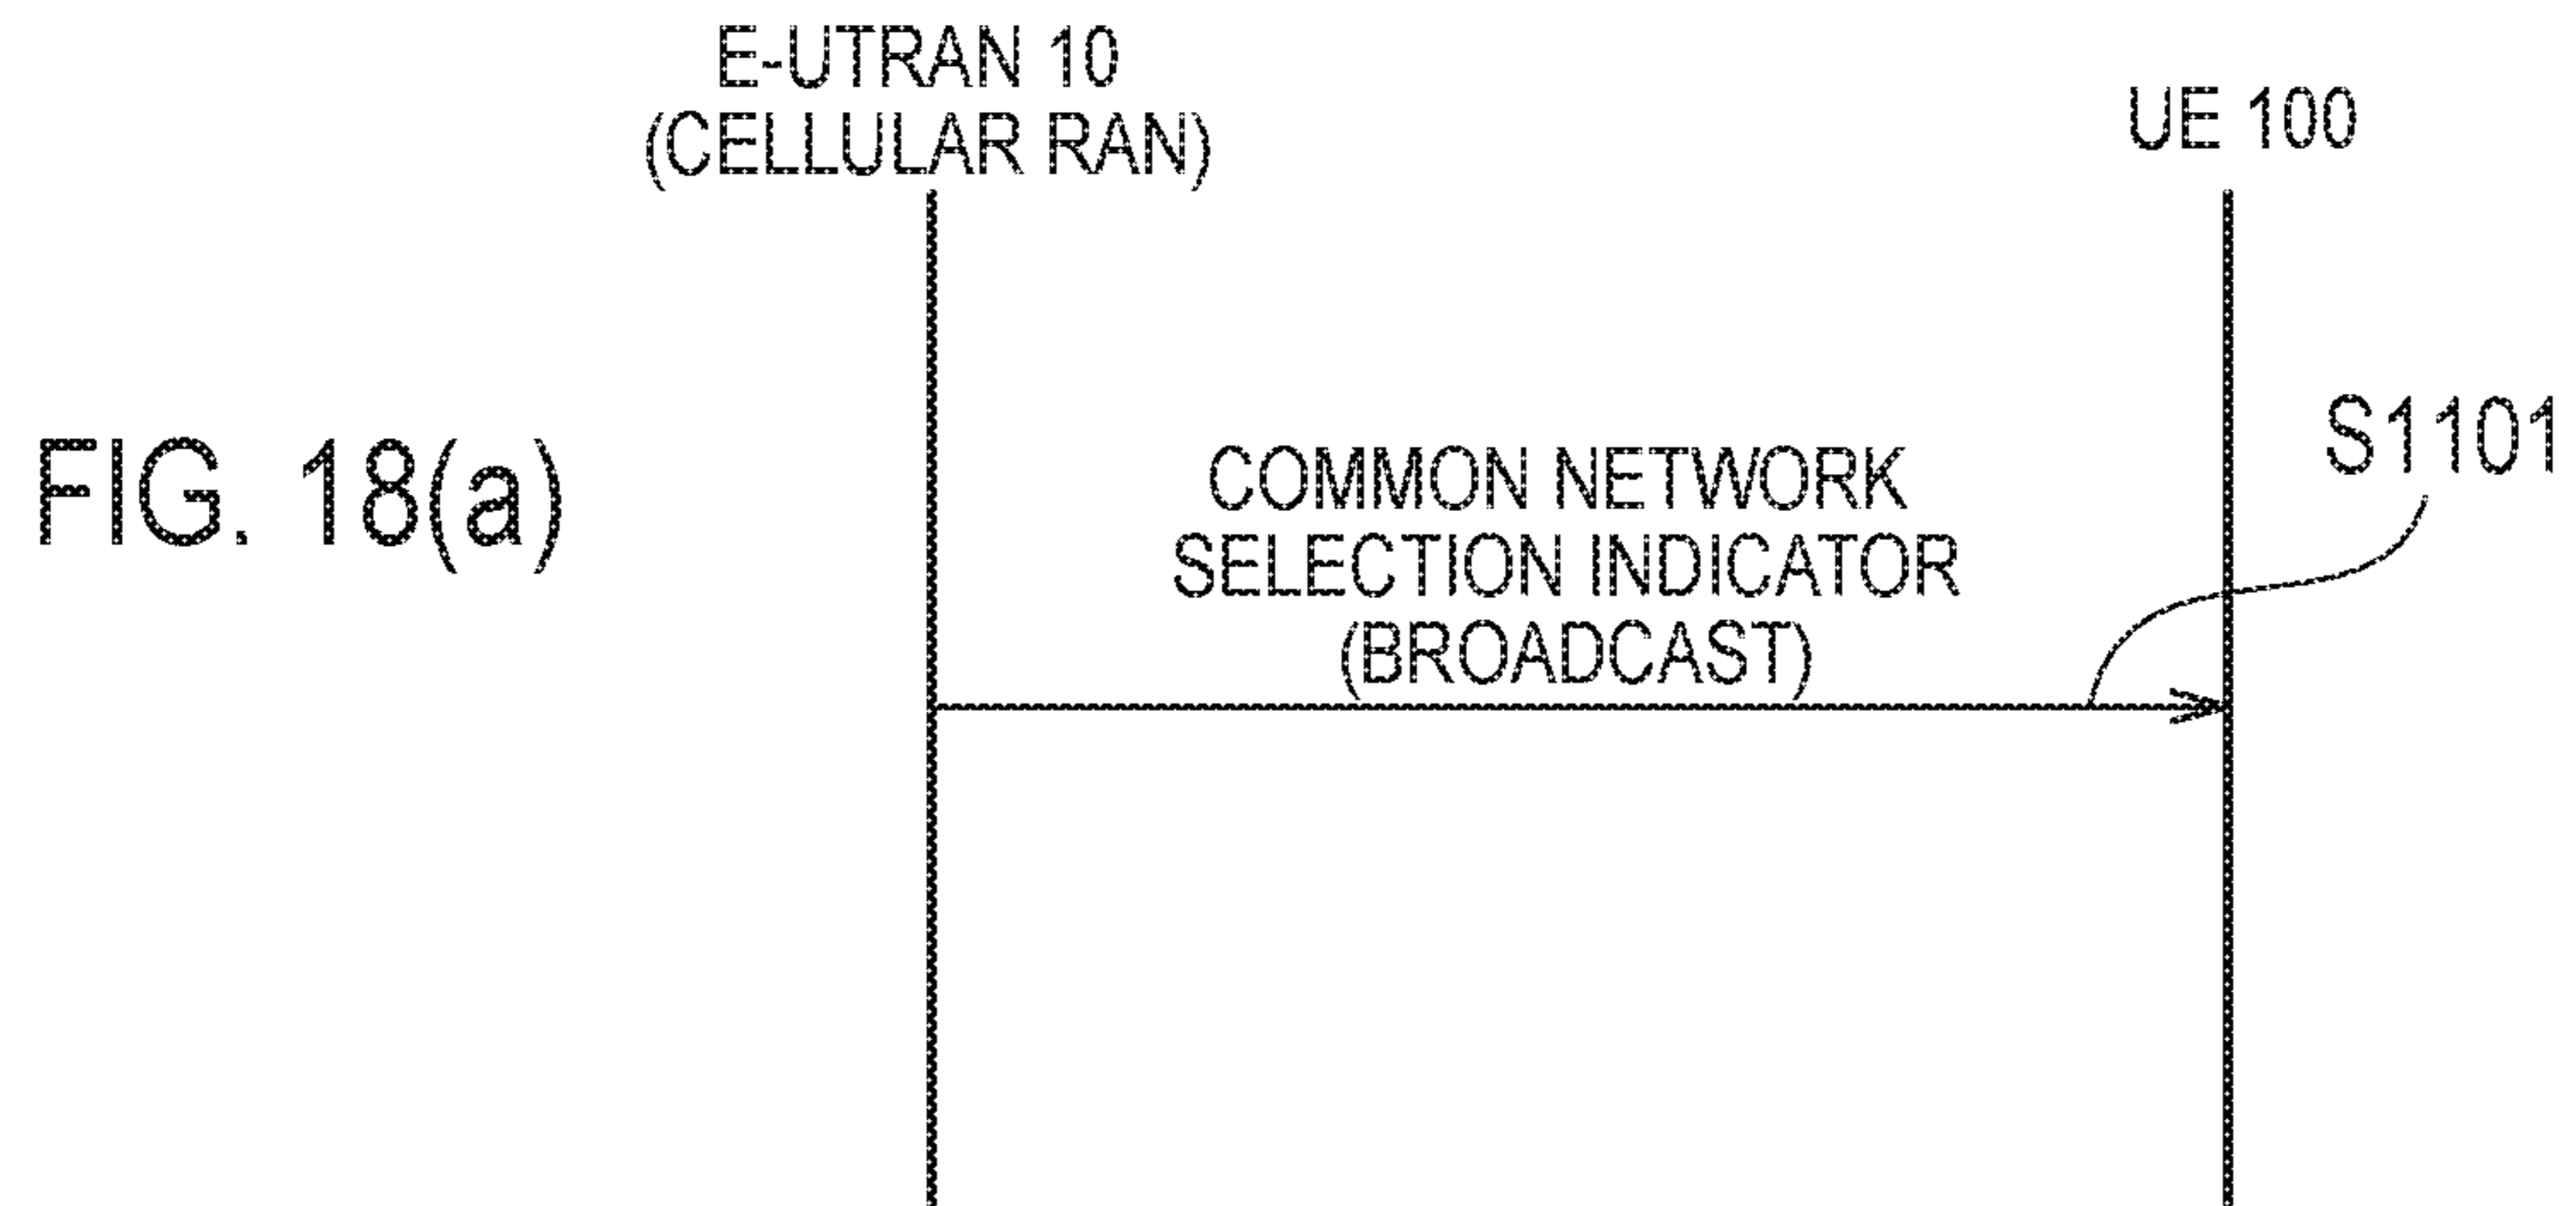 E-UTRAN 10
(CELLULAR RAN)
UE 100
FIG. 18(a)
COMMON NETWORK
SELECTION INDICATOR
(BROADCAST)
S1101